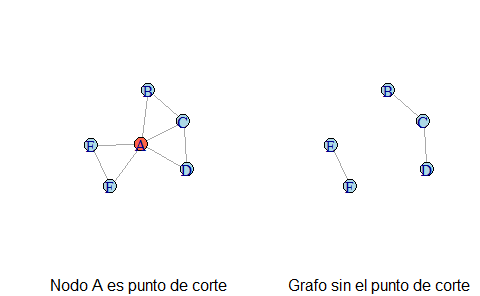 B
C
A
E
D
F
Nodo A es punto de corte
B
C
E
D
F
Grafo sin el punto de corte